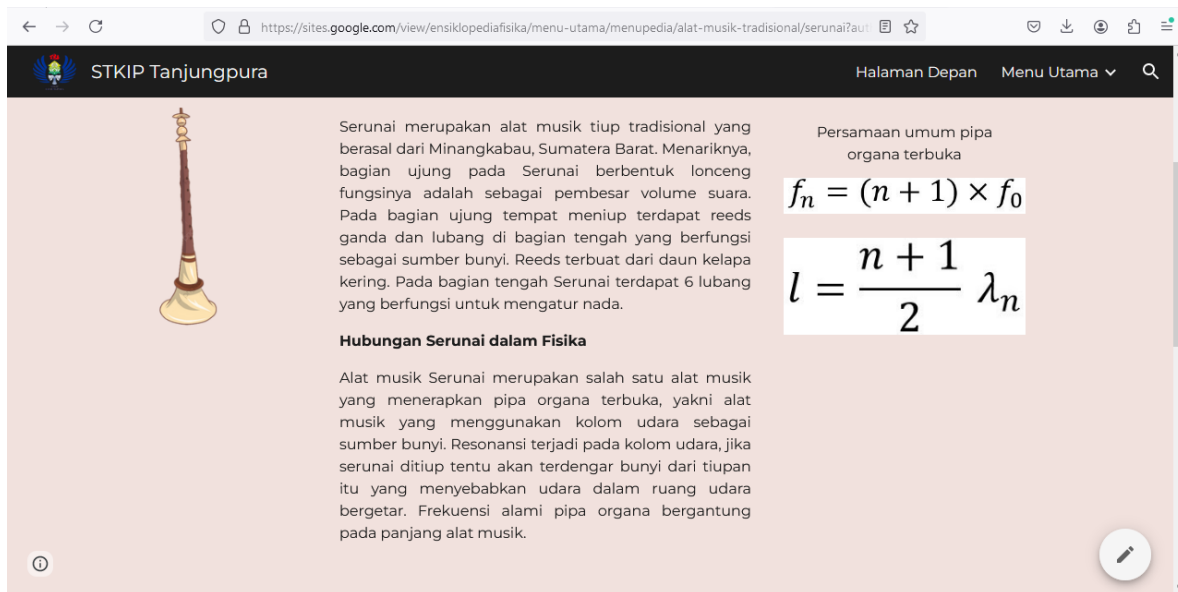 https://sites.google.com/view/ensiklopediafisika/menu-utama/menupedia/alat-musik-tradisional/serunai?aut
STKIP Tanjungpura
Halaman Depan
Menu Utama
Serunai merupakan alat musik tiup tradisional yang
berasal dari Minangkabau, Sumatera Barat. Menariknya,
bagian ujung pada Serunai berbentuk lonceng
fungsinya adalah sebagai pembesar volume suara.
Pada bagian ujung tempat meniup terdapat reeds
ganda dan lubang di bagian tengah yang berfungsi
sebagai sumber bunyi. Reeds terbuat dari daun kelapa
kering. Pada bagian tengah Serunai terdapat 6 lubang
yang berfungsi untuk mengatur nada.
Hubungan Serunai dalam Fisika
Alat musik Serunai merupakan salah satu alat musik
yang menerapkan pipa organa terbuka, yakni alat
musik yang menggunakan kolom udara sebagai
sumber bunyi. Resonansi terjadi pada kolom udara, jika
serunai ditiup tentu akan terdengar bunyi dari tiupan
itu yang menyebabkan udara dalam ruang udara
bergetar. Frekuensi alami pipa organa bergantung
pada panjang alat musik.
Persamaan umum pipa
organa terbuka
fₙ = (n + 1) × f₀
l = (n + 1)/2 λₙ